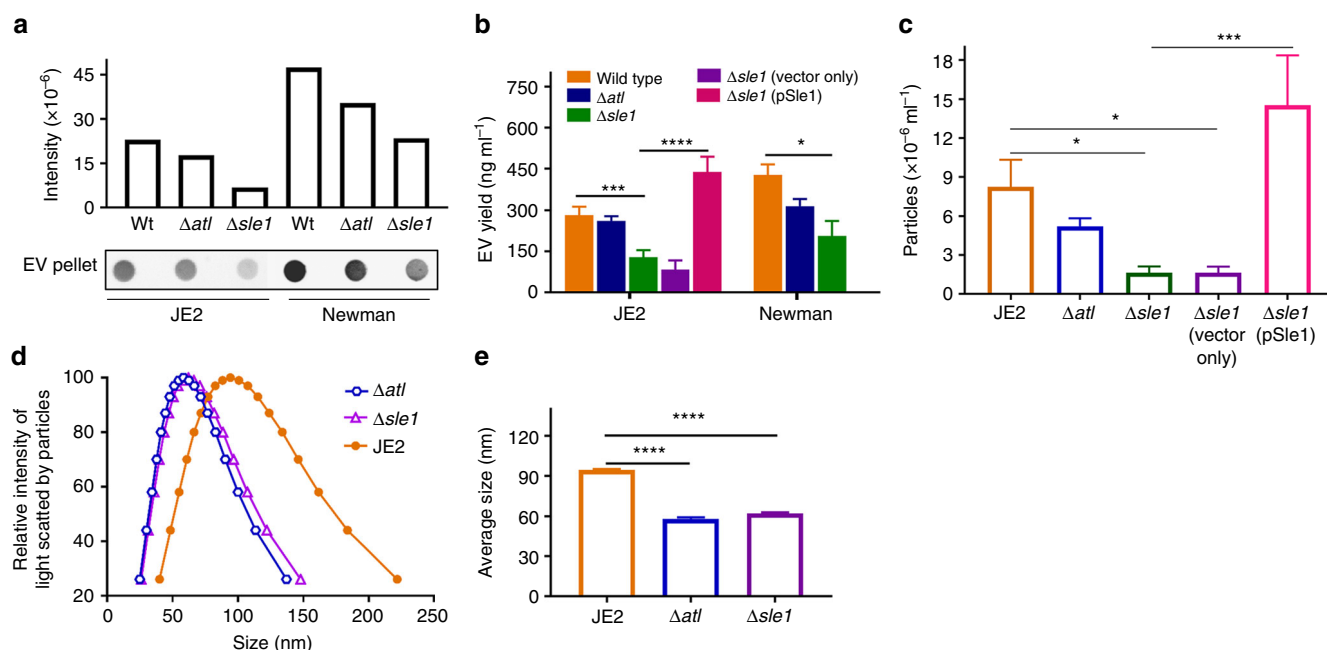 a
Intensity (×10⁻⁶)
45
30
15
0
Wt Δatl Δsle1 Wt Δatl Δsle1
EV pellet
JE2 Newman
b
EV yield (ng ml⁻¹)
750
600
450
300
150
0
Wild type
Δatl
Δsle1
Δsle1 (vector only)
Δsle1 (pSle1)
***
****
*
JE2 Newman
c
Particles (×10⁻⁶ ml⁻¹)
18
15
12
9
6
3
0
***
*
*
JE2 Δatl Δsle1 Δsle1 Δsle1
(vector (pSle1)
only)
d
Relative intensity of
light scatted by particles
100
80
60
40
20
Δatl
Δsle1
JE2
0 50 100 150 200 250
Size (nm)
e
Average size (nm)
120
90
60
30
0
****
****
JE2 Δatl Δsle1